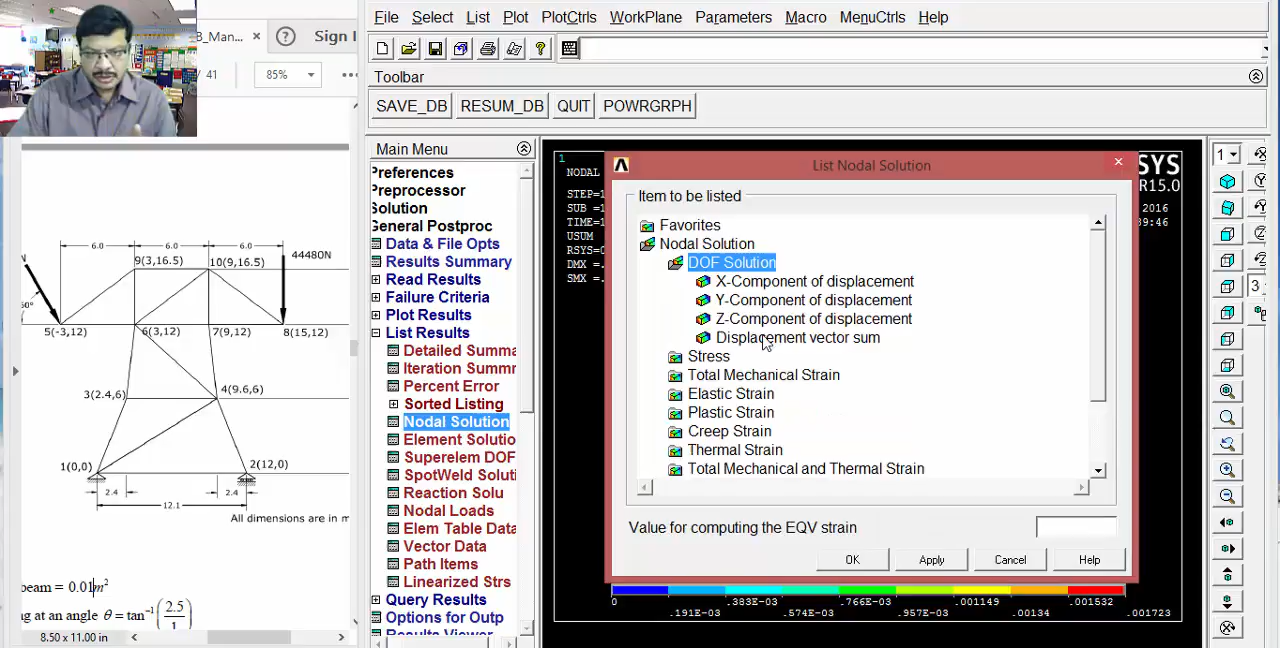 B_Man...
Sign I
/ 41
85%
6.0
6.0
6.0
44480N
9(3,16.5)
10(9,16.5)
5(-3,12)
6(3,12)
7(9,12)
8(15,12)
3(2.4,6)
4(9.6,6)
1(0,0)
2(12,0)
2.4
2.4
12.1
All dimensions are in m
beam = 0.01m²
ng at an angle θ = tan⁻¹(2.5/1)
8.50 x 11.00 in
File Select List Plot PlotCtrls WorkPlane Parameters Macro MenuCtrls Help
Toolbar
SAVE_DB RESUM_DB QUIT POWRGRPH
Main Menu
Preferences
Preprocessor
Solution
General Postproc
Data & File Opts
Results Summary
Read Results
Failure Criteria
Plot Results
List Results
Detailed Summa
Iteration Summr
Percent Error
Sorted Listing
Nodal Solution
Element Solutio
Superelem DOF
SpotWeld Soluti
Reaction Solu
Nodal Loads
Elem Table Data
Vector Data
Path Items
Linearized Strs
Query Results
Options for Outp
Results Viewer
1
NODAL
STEP=1
SUB =1
TIME=1
USUM
RSYS=0
DMX =.
SMX =.
SYS
R15.0
2016
39:46
List Nodal Solution
Item to be listed
Favorites
Nodal Solution
DOF Solution
X-Component of displacement
Y-Component of displacement
Z-Component of displacement
Displacement vector sum
Stress
Total Mechanical Strain
Elastic Strain
Plastic Strain
Creep Strain
Thermal Strain
Total Mechanical and Thermal Strain
Value for computing the EQV strain
OK Apply Cancel Help
0
.191E-03
.383E-03
.574E-03
.766E-03
.957E-03
.001149
.00134
.001532
.001723
1
3